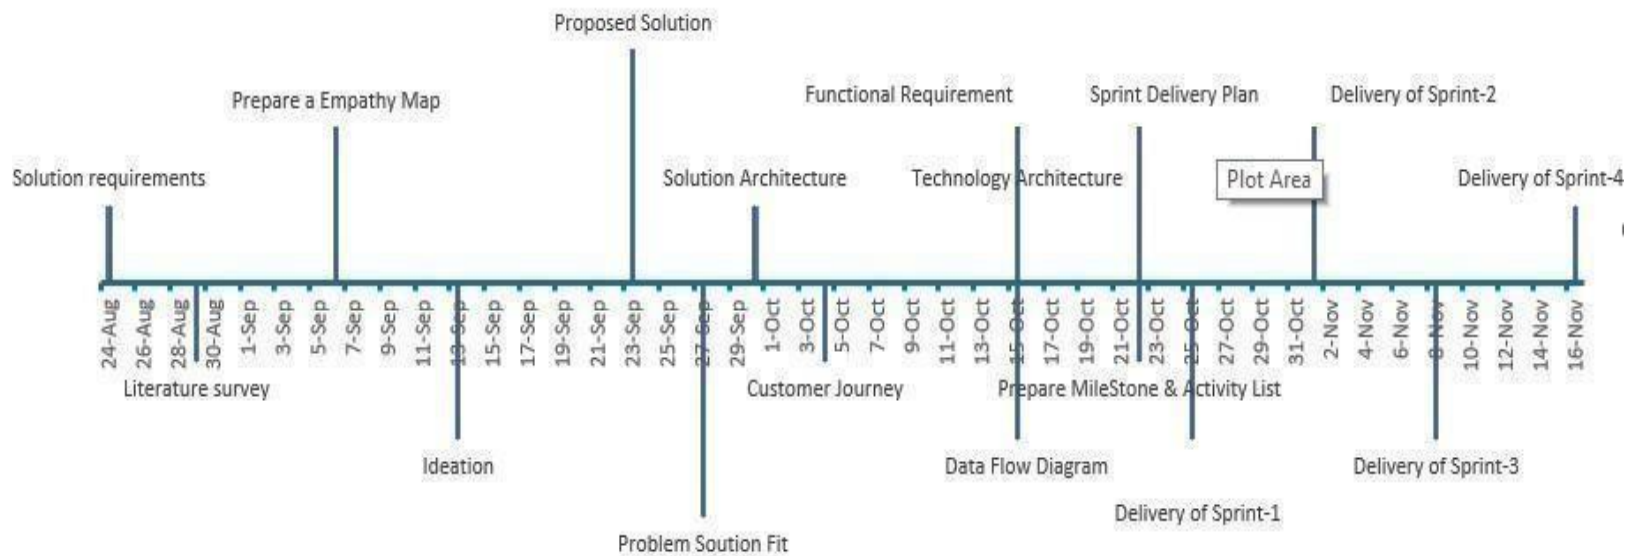 Proposed Solution
Prepare a Empathy Map
Functional Requirement
Sprint Delivery Plan
Delivery of Sprint-2
Solution requirements
Solution Architecture
Technology Architecture
Plot Area
Delivery of Sprint-4
24-Aug
26-Aug
28-Aug
30-Aug
1-Sep
3-Sep
5-Sep
7-Sep
9-Sep
11-Sep
13-Sep
15-Sep
17-Sep
19-Sep
21-Sep
23-Sep
25-Sep
27-Sep
29-Sep
1-Oct
3-Oct
5-Oct
7-Oct
9-Oct
11-Oct
13-Oct
15-Oct
17-Oct
19-Oct
21-Oct
23-Oct
25-Oct
27-Oct
29-Oct
31-Oct
2-Nov
4-Nov
6-Nov
8-Nov
10-Nov
12-Nov
14-Nov
16-Nov
Literature survey
Customer Journey
Prepare MileStone & Activity List
Ideation
Data Flow Diagram
Delivery of Sprint-3
Delivery of Sprint-1
Problem Soution Fit